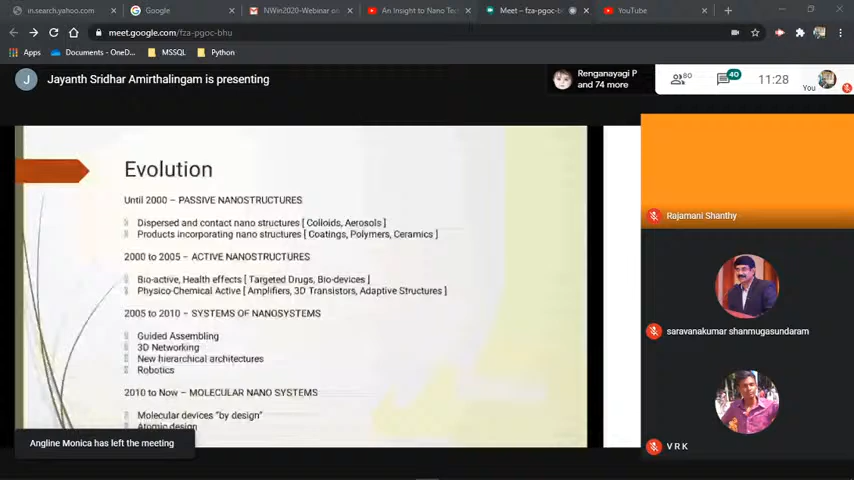 in.search.yahoo.com
Google
NWin2020-Webinar on
An Insight to Nano Tec
Meet – fza-pgoc-bh
YouTube
meet.google.com/fza-pgoc-bhu
Apps
Documents - OneD...
MSSQL
Python
J
Jayanth Sridhar Amirthalingam is presenting
Renganayagi P
and 74 more
80
40
11:28
You
Evolution
Until 2000 – PASSIVE NANOSTRUCTURES
Dispersed and contact nano structures [ Colloids, Aerosols ]
Products incorporating nano structures [ Coatings, Polymers, Ceramics ]
2000 to 2005 - ACTIVE NANOSTRUCTURES
Bio-active, Health effects [ Targeted Drugs, Bio-devices ]
Physico-Chemical Active [ Amplifiers, 3D Transistors, Adaptive Structures ]
2005 to 2010 - SYSTEMS OF NANOSYSTEMS
Guided Assembling
3D Networking
New hierarchical architectures
Robotics
2010 to Now – MOLECULAR NANO SYSTEMS
Molecular devices "by design"
Atomic design
Angline Monica has left the meeting
Rajamani Shanthy
saravanakumar shanmugasundaram
V R K